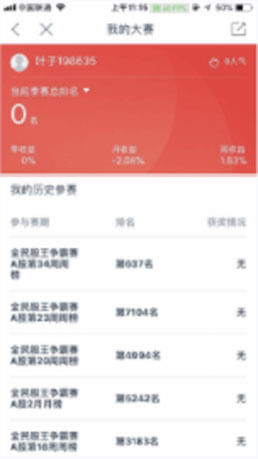 中国联通
上午11:15
50%
我的大赛
叶子198635
0人气
当前季赛总排名
0 名
季收益
月收益
周收益
0%
-2.08%
1.83%
我的历史参赛
参与赛期
排名
获奖情况
全民股王争霸赛
A股第34周周
榜
第637名
无
全民股王争霸赛
A股第23周周榜
第7104名
无
全民股王争霸赛
A股第20周周榜
第4994名
无
全民股王争霸赛
A股2月月榜
第5242名
无
全民股王争霸赛
A股第16周周榜
第3183名
无